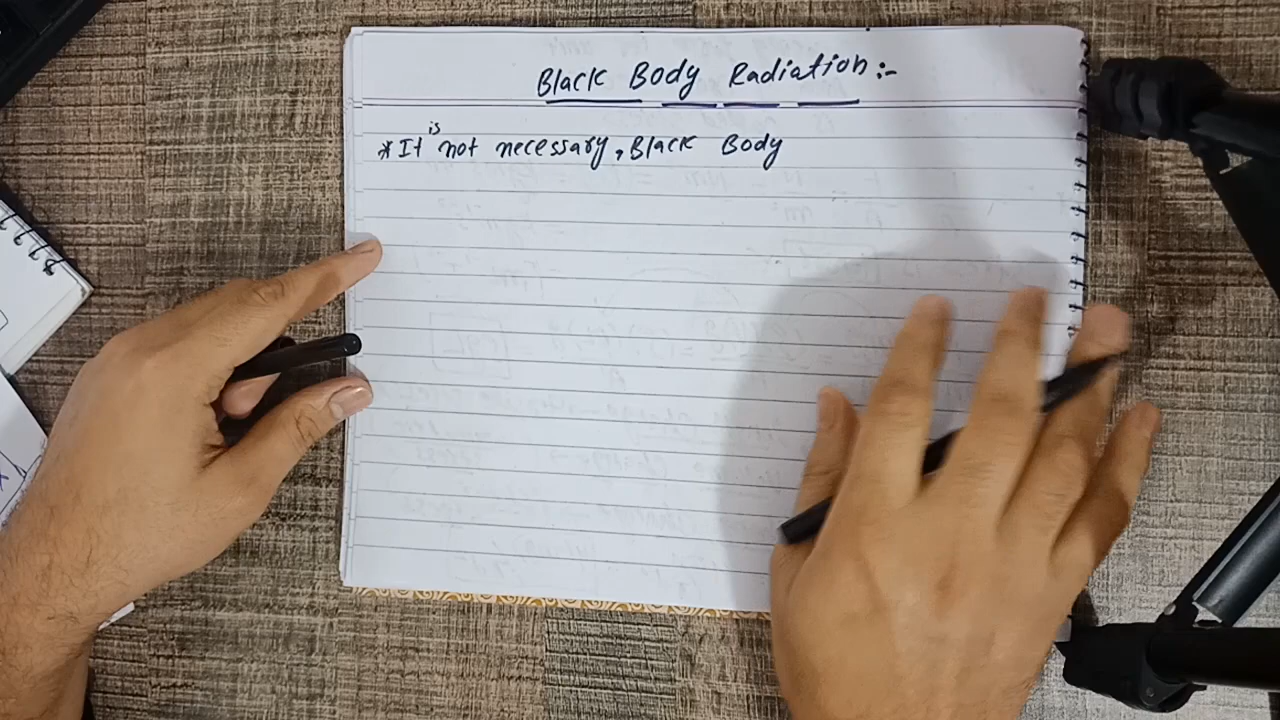 Black Body Radiation :-
* It is not necessary, Black Body